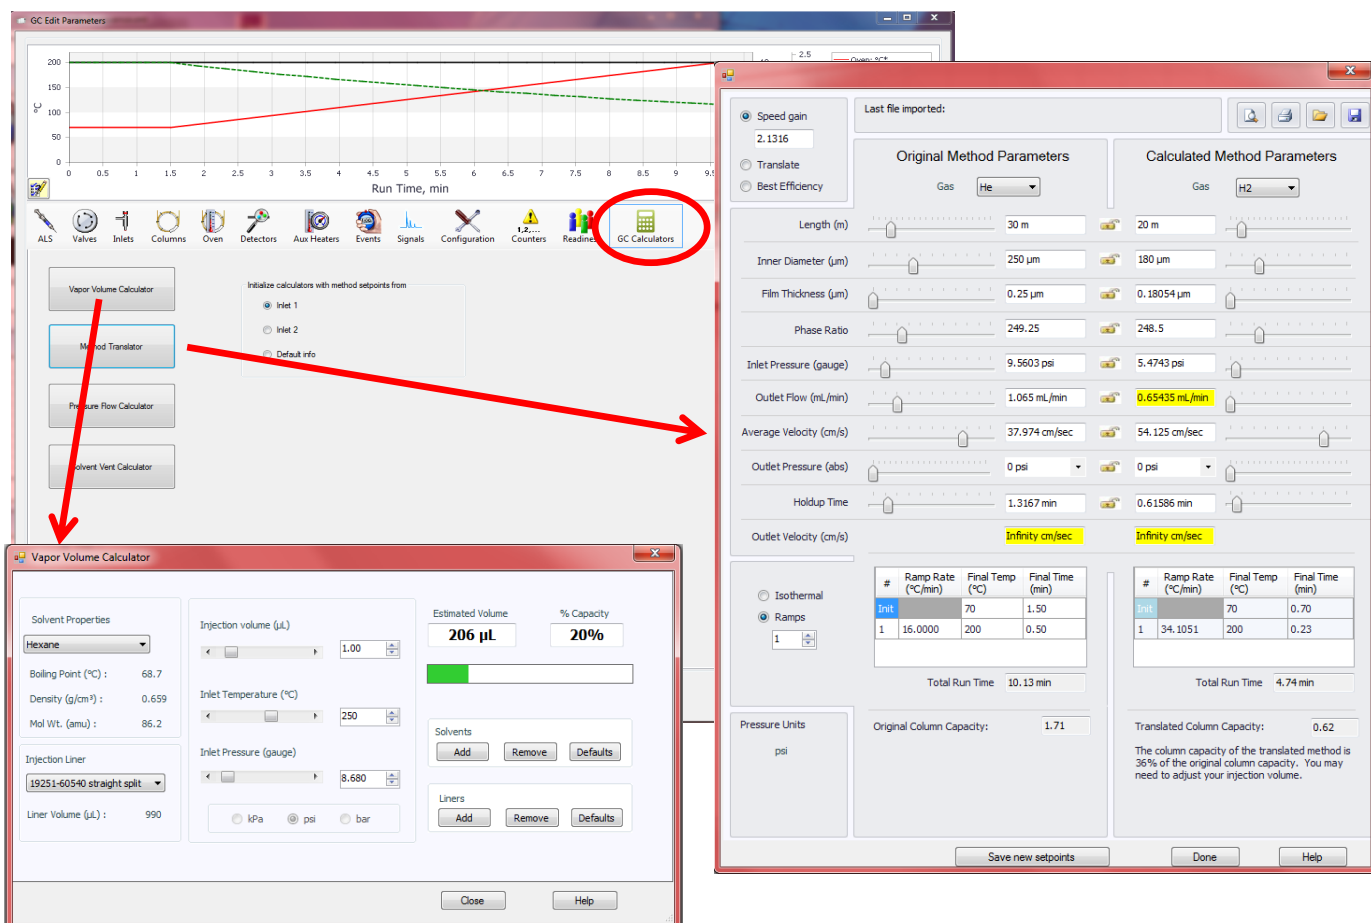 GC Edit Parameters
2.5
Oven: °C*
200
150
100
50
0
°C
0 0.5 1 1.5 2 2.5 3 3.5 4 4.5 5 5.5 6 6.5 7 7.5 8 8.5 9 9.5
Run Time, min
ALS Valves Inlets Columns Oven Detectors Aux Heaters Events Signals Configuration Counters Readines GC Calculators
1,2,...
Vapor Volume Calculator
Method Translator
Pressure Flow Calculator
Solvent Vent Calculator
Initialize calculators with method setpoints from
Inlet 1
Inlet 2
Default info
Vapor Volume Calculator
Solvent Properties
Hexane
Boiling Point (°C) : 68.7
Density (g/cm³) : 0.659
Mol Wt. (amu) : 86.2
Injection Liner
19251-60540 straight split
Liner Volume (µL) : 990
Injection volume (µL)
1.00
Inlet Temperature (°C)
250
Inlet Pressure (gauge)
8.680
kPa psi bar
Estimated Volume % Capacity
206 µL 20%
Solvents
Add Remove Defaults
Liners
Add Remove Defaults
Close Help
Speed gain
2.1316
Translate
Best Efficiency
Last file imported:
Original Method Parameters Calculated Method Parameters
Gas He Gas H2
Length (m) 30 m 20 m
Inner Diameter (µm) 250 µm 180 µm
Film Thickness (µm) 0.25 µm 0.18054 µm
Phase Ratio 249.25 248.5
Inlet Pressure (gauge) 9.5603 psi 5.4743 psi
Outlet Flow (mL/min) 1.065 mL/min 0.65435 mL/min
Average Velocity (cm/s) 37.974 cm/sec 54.125 cm/sec
Outlet Pressure (abs) 0 psi 0 psi
Holdup Time 1.3167 min 0.61586 min
Outlet Velocity (cm/s) Infinity cm/sec Infinity cm/sec
Isothermal
Ramps
1
# Ramp Rate (°C/min) Final Temp (°C) Final Time (min)
Init 70 1.50
1 16.0000 200 0.50
Total Run Time 10.13 min
# Ramp Rate (°C/min) Final Temp (°C) Final Time (min)
Init 70 0.70
1 34.1051 200 0.23
Total Run Time 4.74 min
Pressure Units
psi
Original Column Capacity: 1.71
Translated Column Capacity: 0.62
The column capacity of the translated method is
36% of the original column capacity. You may
need to adjust your injection volume.
Save new setpoints Done Help